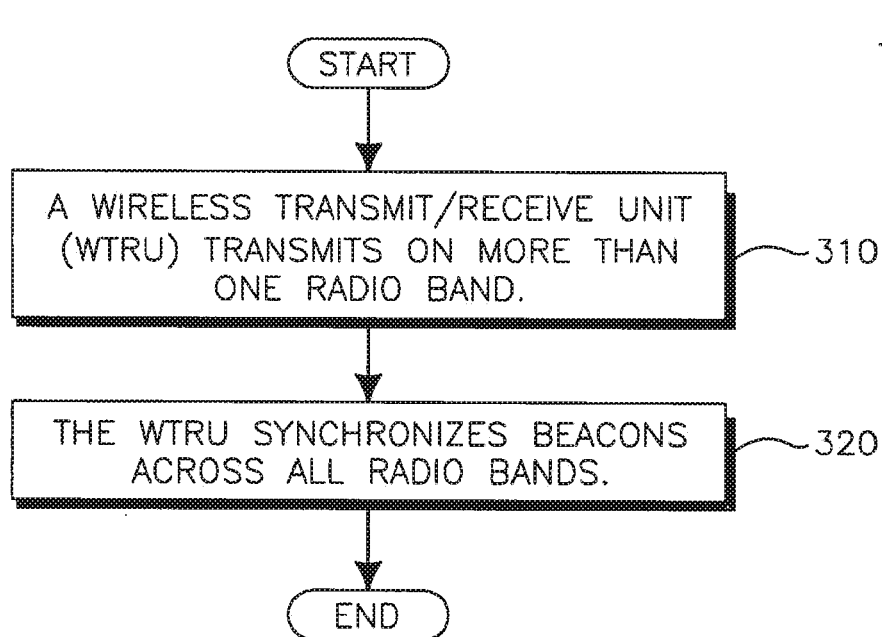 START
A WIRELESS TRANSMIT/RECEIVE UNIT
(WTRU) TRANSMITS ON MORE THAN
ONE RADIO BAND.
310
THE WTRU SYNCHRONIZES BEACONS
ACROSS ALL RADIO BANDS.
320
END